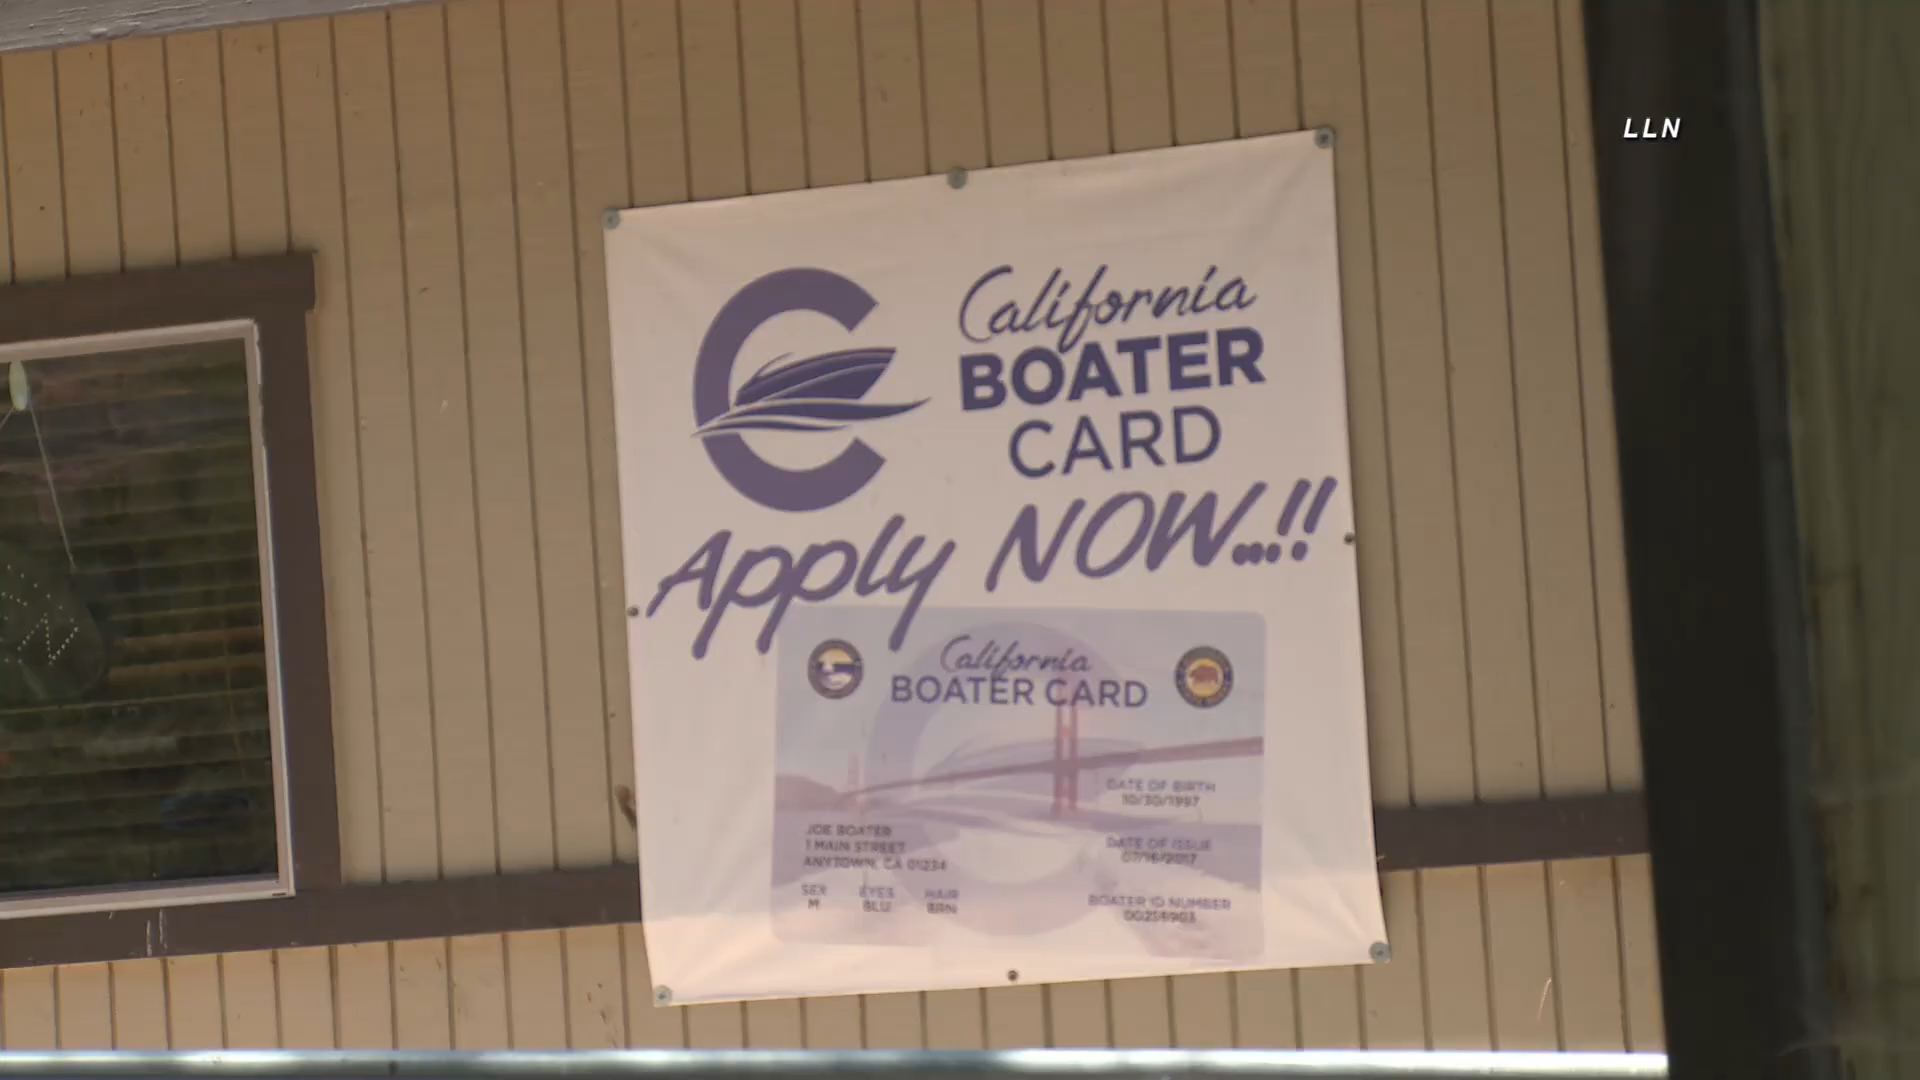 LLN
California
BOATER
CARD
Apply NOW...!!
California
BOATER CARD
DATE OF BIRTH
10/30/1997
JOE BOATER
1 MAIN STREET
ANYTOWN, CA 01234
DATE OF ISSUE
07/16/2017
SEX EYES HAIR
M BLU BRN
BOATER ID NUMBER